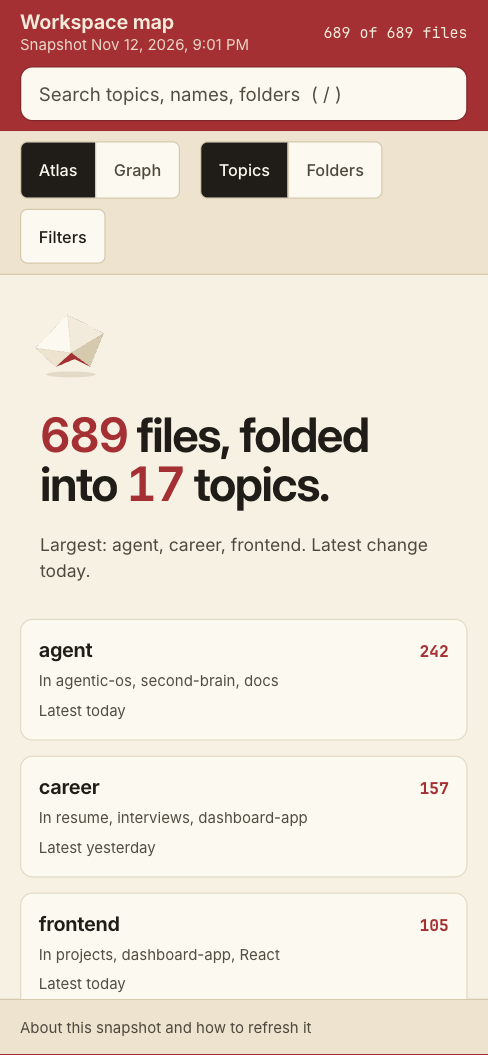 Workspace map
Snapshot Nov 12, 2026, 9:01 PM
689 of 689 files
Search topics, names, folders ( / )
Atlas
Graph
Topics
Folders
Filters
689 files, folded
into 17 topics.
Largest: agent, career, frontend. Latest change
today.
agent
242
In agentic-os, second-brain, docs
Latest today
career
157
In resume, interviews, dashboard-app
Latest yesterday
frontend
105
In projects, dashboard-app, React
Latest today
About this snapshot and how to refresh it